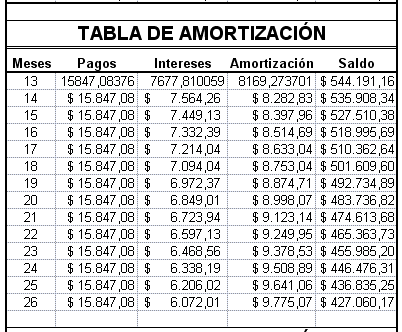 TABLA DE AMORTIZACIÓN
Meses Pagos Intereses Amortización Saldo
13 15847,08376 7677,810059 8169,273701 $ 544.191,16
14 $ 15.847,08 $ 7.564,26 $ 8.282,83 $ 535.908,34
15 $ 15.847,08 $ 7.449,13 $ 8.397,96 $ 527.510,38
16 $ 15.847,08 $ 7.332,39 $ 8.514,69 $ 518.995,69
17 $ 15.847,08 $ 7.214,04 $ 8.633,04 $ 510.362,64
18 $ 15.847,08 $ 7.094,04 $ 8.753,04 $ 501.609,60
19 $ 15.847,08 $ 6.972,37 $ 8.874,71 $ 492.734,89
20 $ 15.847,08 $ 6.849,01 $ 8.998,07 $ 483.736,82
21 $ 15.847,08 $ 6.723,94 $ 9.123,14 $ 474.613,68
22 $ 15.847,08 $ 6.597,13 $ 9.249,95 $ 465.363,73
23 $ 15.847,08 $ 6.468,56 $ 9.378,53 $ 455.985,20
24 $ 15.847,08 $ 6.338,19 $ 9.508,89 $ 446.476,31
25 $ 15.847,08 $ 6.206,02 $ 9.641,06 $ 436.835,25
26 $ 15.847,08 $ 6.072,01 $ 9.775,07 $ 427.060,17